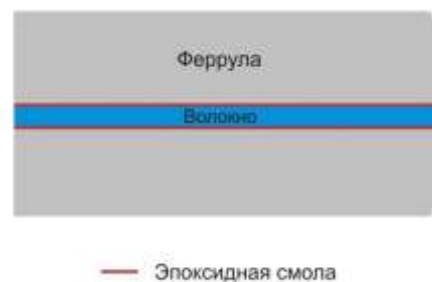 Феррула
Волокно
Эпоксидная смола